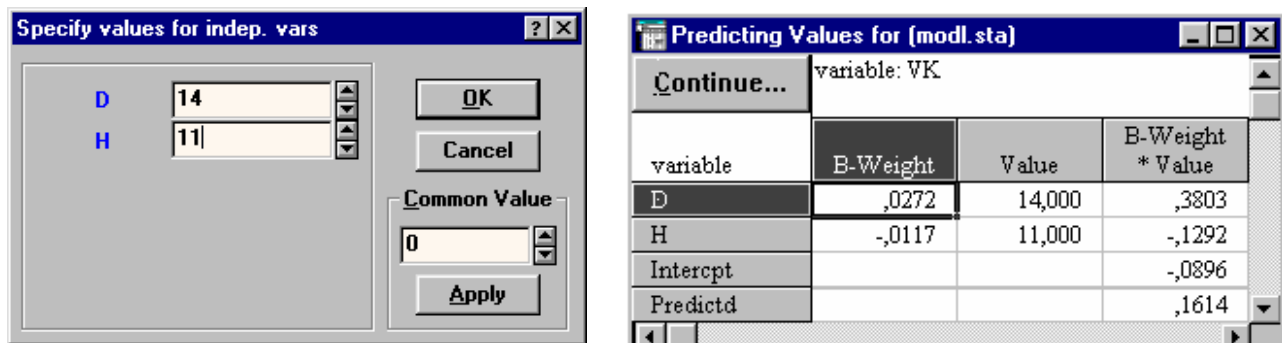 Specify values for indep. vars
D 14
H 11
OK
Cancel
Common Value
0
Apply
Predicting Values for (modl.sta)
Continue...
variable: VK
variable B-Weight Value B-Weight * Value
D ,0272 14,000 ,3803
H -,0117 11,000 -,1292
Intercpt -,0896
Predictd ,1614